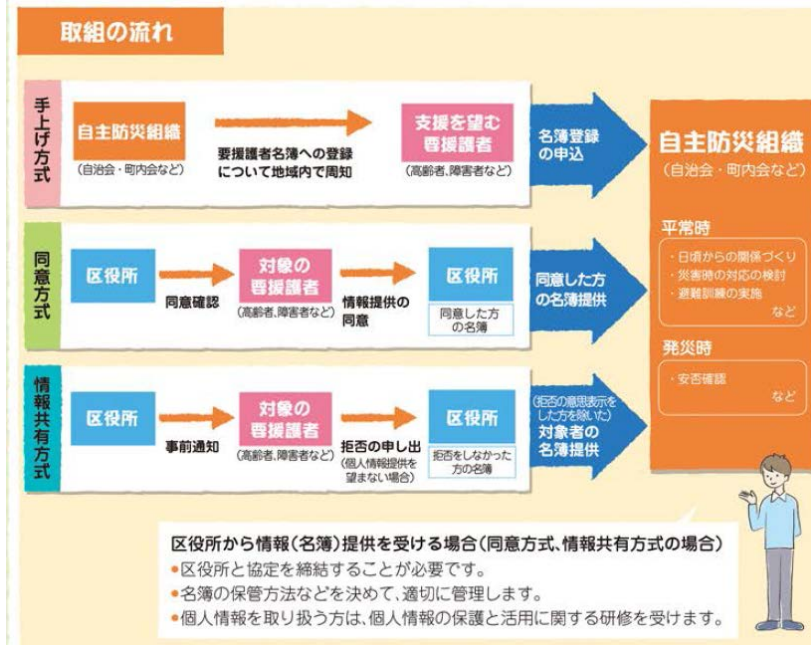 取組の流れ
手上げ方式
自主防災組織
(自治会・町内会など)
要援護者名簿への登録
について地域内で周知
支援を望む
要援護者
(高齢者、障害者など)
名簿登録
の申込
同意方式
区役所
同意確認
対象の
要援護者
(高齢者、障害者など)
情報提供の
同意
区役所
同意した方
の名簿
同意した方
の名簿提供
情報共有方式
区役所
事前通知
対象の
要援護者
(高齢者、障害者など)
拒否の申し出
(個人情報提供を
望まない場合)
区役所
拒否をしなかった
方の名簿
(拒否の意思表示を
した方を除いた)
対象者の
名簿提供
自主防災組織
(自治会・町内会など)
平常時
・日頃からの関係づくり
・災害時の対応の検討
・避難訓練の実施
など
発災時
・安否確認
など
区役所から情報(名簿)提供を受ける場合(同意方式、情報共有方式の場合)
●区役所と協定を締結することが必要です。
●名簿の保管方法などを決めて、適切に管理します。
●個人情報を取り扱う方は、個人情報の保護と活用に関する研修を受けます。